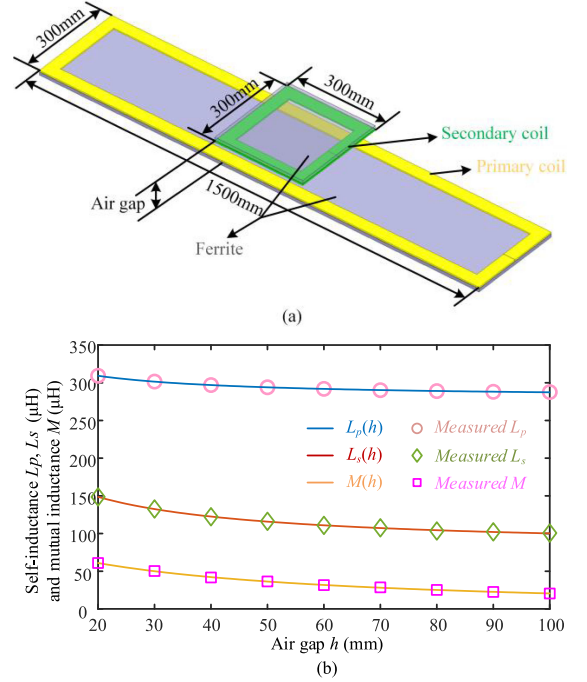 300mm
300mm
300mm
Secondary coil
Primary coil
Air gap
1500mm
Ferrite
(a)
Self-inductance Lp, Ls (μH)
and mutual inductance M (μH)
350
300
250
200
150
100
50
0
Lp(h)
Measured Lp
Ls(h)
Measured Ls
M(h)
Measured M
20 30 40 50 60 70 80 90 100
Air gap h (mm)
(b)